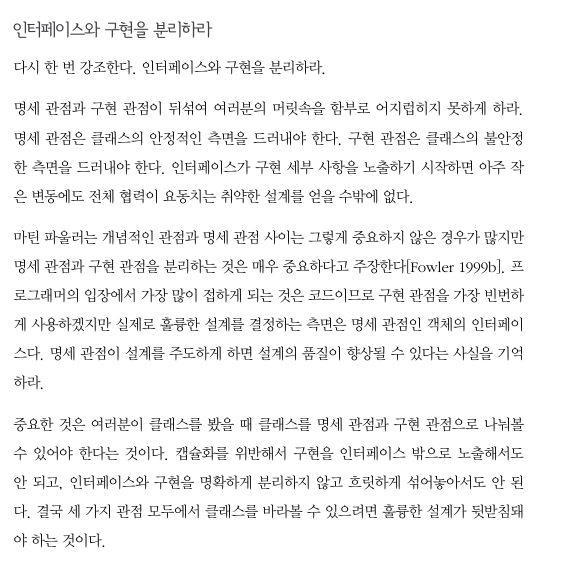 인터페이스와 구현을 분리하라
다시 한 번 강조한다. 인터페이스와 구현을 분리하라.
명세 관점과 구현 관점이 뒤섞여 여러분의 머릿속을 함부로 어지럽히지 못하게 하라.
명세 관점은 클래스의 안정적인 측면을 드러내야 한다. 구현 관점은 클래스의 불안정
한 측면을 드러내야 한다. 인터페이스가 구현 세부 사항을 노출하기 시작하면 아주 작
은 변동에도 전체 협력이 요동치는 취약한 설계를 얻을 수밖에 없다.
마틴 파울러는 개념적인 관점과 명세 관점 사이는 그렇게 중요하지 않은 경우가 많지만
명세 관점과 구현 관점을 분리하는 것은 매우 중요하다고 주장한다[Fowler 1999b]. 프
로그래머의 입장에서 가장 많이 접하게 되는 것은 코드이므로 구현 관점을 가장 빈번하
게 사용하겠지만 실제로 훌륭한 설계를 결정하는 측면은 명세 관점인 객체의 인터페이
스다. 명세 관점이 설계를 주도하게 하면 설계의 품질이 향상될 수 있다는 사실을 기억
하라.
중요한 것은 여러분이 클래스를 봤을 때 클래스를 명세 관점과 구현 관점으로 나눠볼
수 있어야 한다는 것이다. 캡슐화를 위반해서 구현을 인터페이스 밖으로 노출해서도
안 되고, 인터페이스와 구현을 명확하게 분리하지 않고 흐릿하게 섞어놓아서도 안 된
다. 결국 세 가지 관점 모두에서 클래스를 바라볼 수 있으려면 훌륭한 설계가 뒷받침돼
야 하는 것이다.